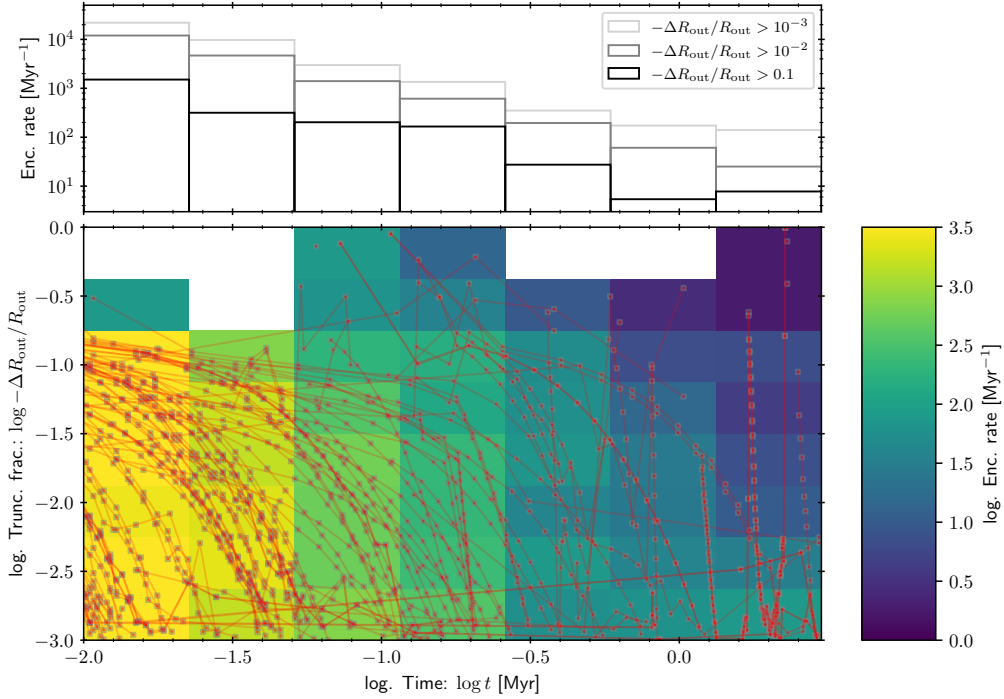 Enc. rate [Myr⁻¹]
10⁴
10³
10²
10¹
−ΔR_out/R_out > 10⁻³
−ΔR_out/R_out > 10⁻²
−ΔR_out/R_out > 0.1
log. Trunc. frac.: log −ΔR_out/R_out
0.0
−0.5
−1.0
−1.5
−2.0
−2.5
−3.0
−2.0 −1.5 −1.0 −0.5 0.0
log. Time: log t [Myr]
3.5
3.0
2.5
2.0
1.5
1.0
0.5
0.0
log. Enc. rate [Myr⁻¹]